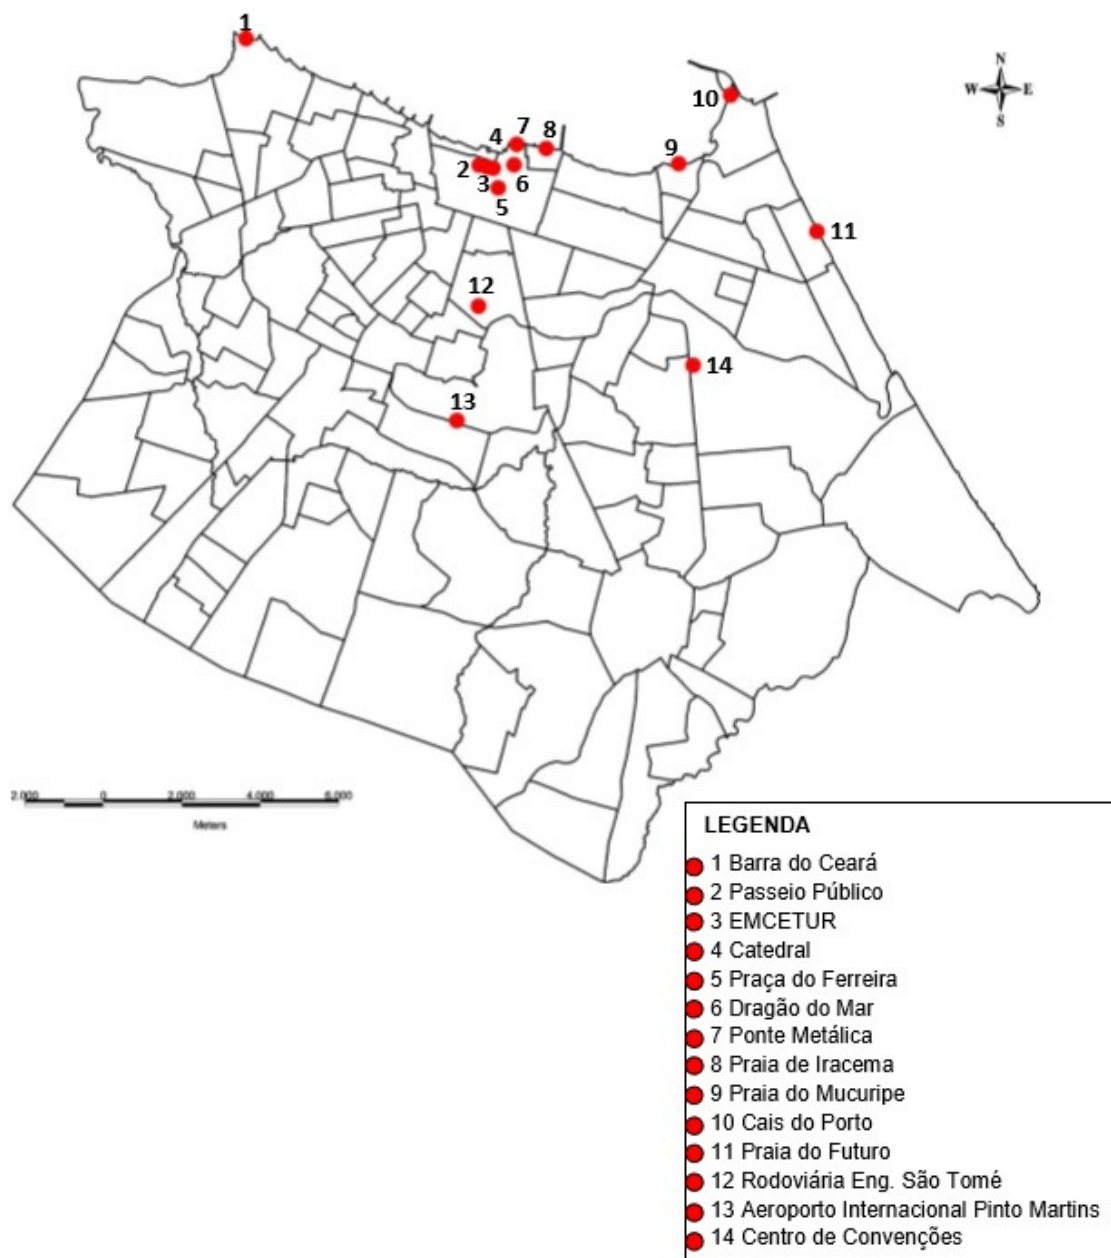 1
N
W E
S
10
7
4 8
9
2
3 6
5
11
12
14
13
2.000 0 2.000 4.000 6.000
Meters
LEGENDA
1 Barra do Ceará
2 Passeio Público
3 EMCETUR
4 Catedral
5 Praça do Ferreira
6 Dragão do Mar
7 Ponte Metálica
8 Praia de Iracema
9 Praia do Mucuripe
10 Cais do Porto
11 Praia do Futuro
12 Rodoviária Eng. São Tomé
13 Aeroporto Internacional Pinto Martins
14 Centro de Convenções